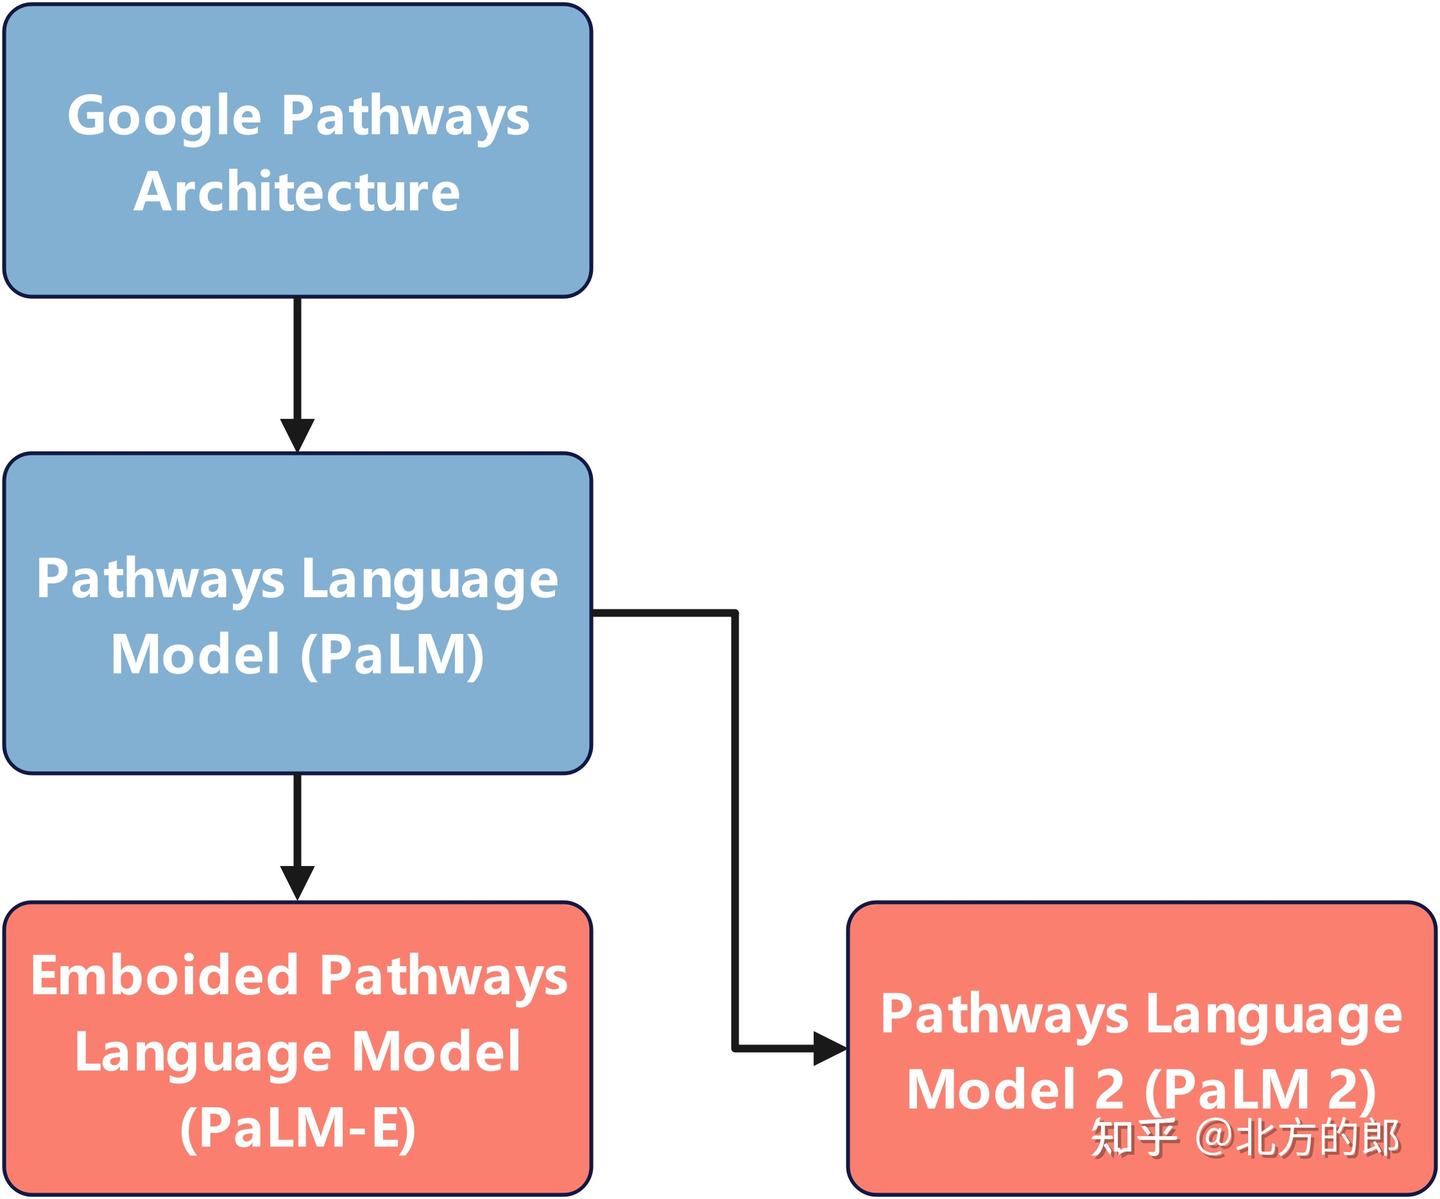 Google Pathways
Architecture
Pathways Language
Model (PaLM)
Emboided Pathways
Language Model
(PaLM-E)
Pathways Language
Model 2 (PaLM 2)
知乎 @北方的郎